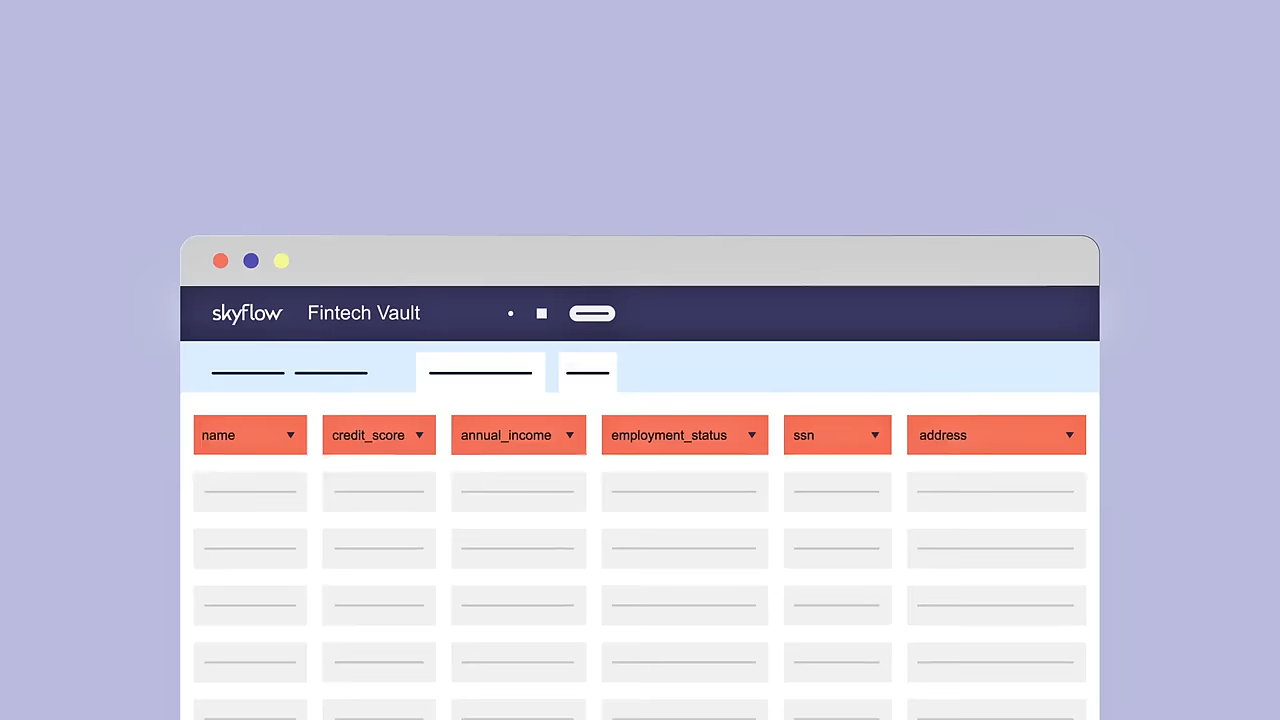 skyflow Fintech Vault
name credit_score annual_income employment_status ssn address